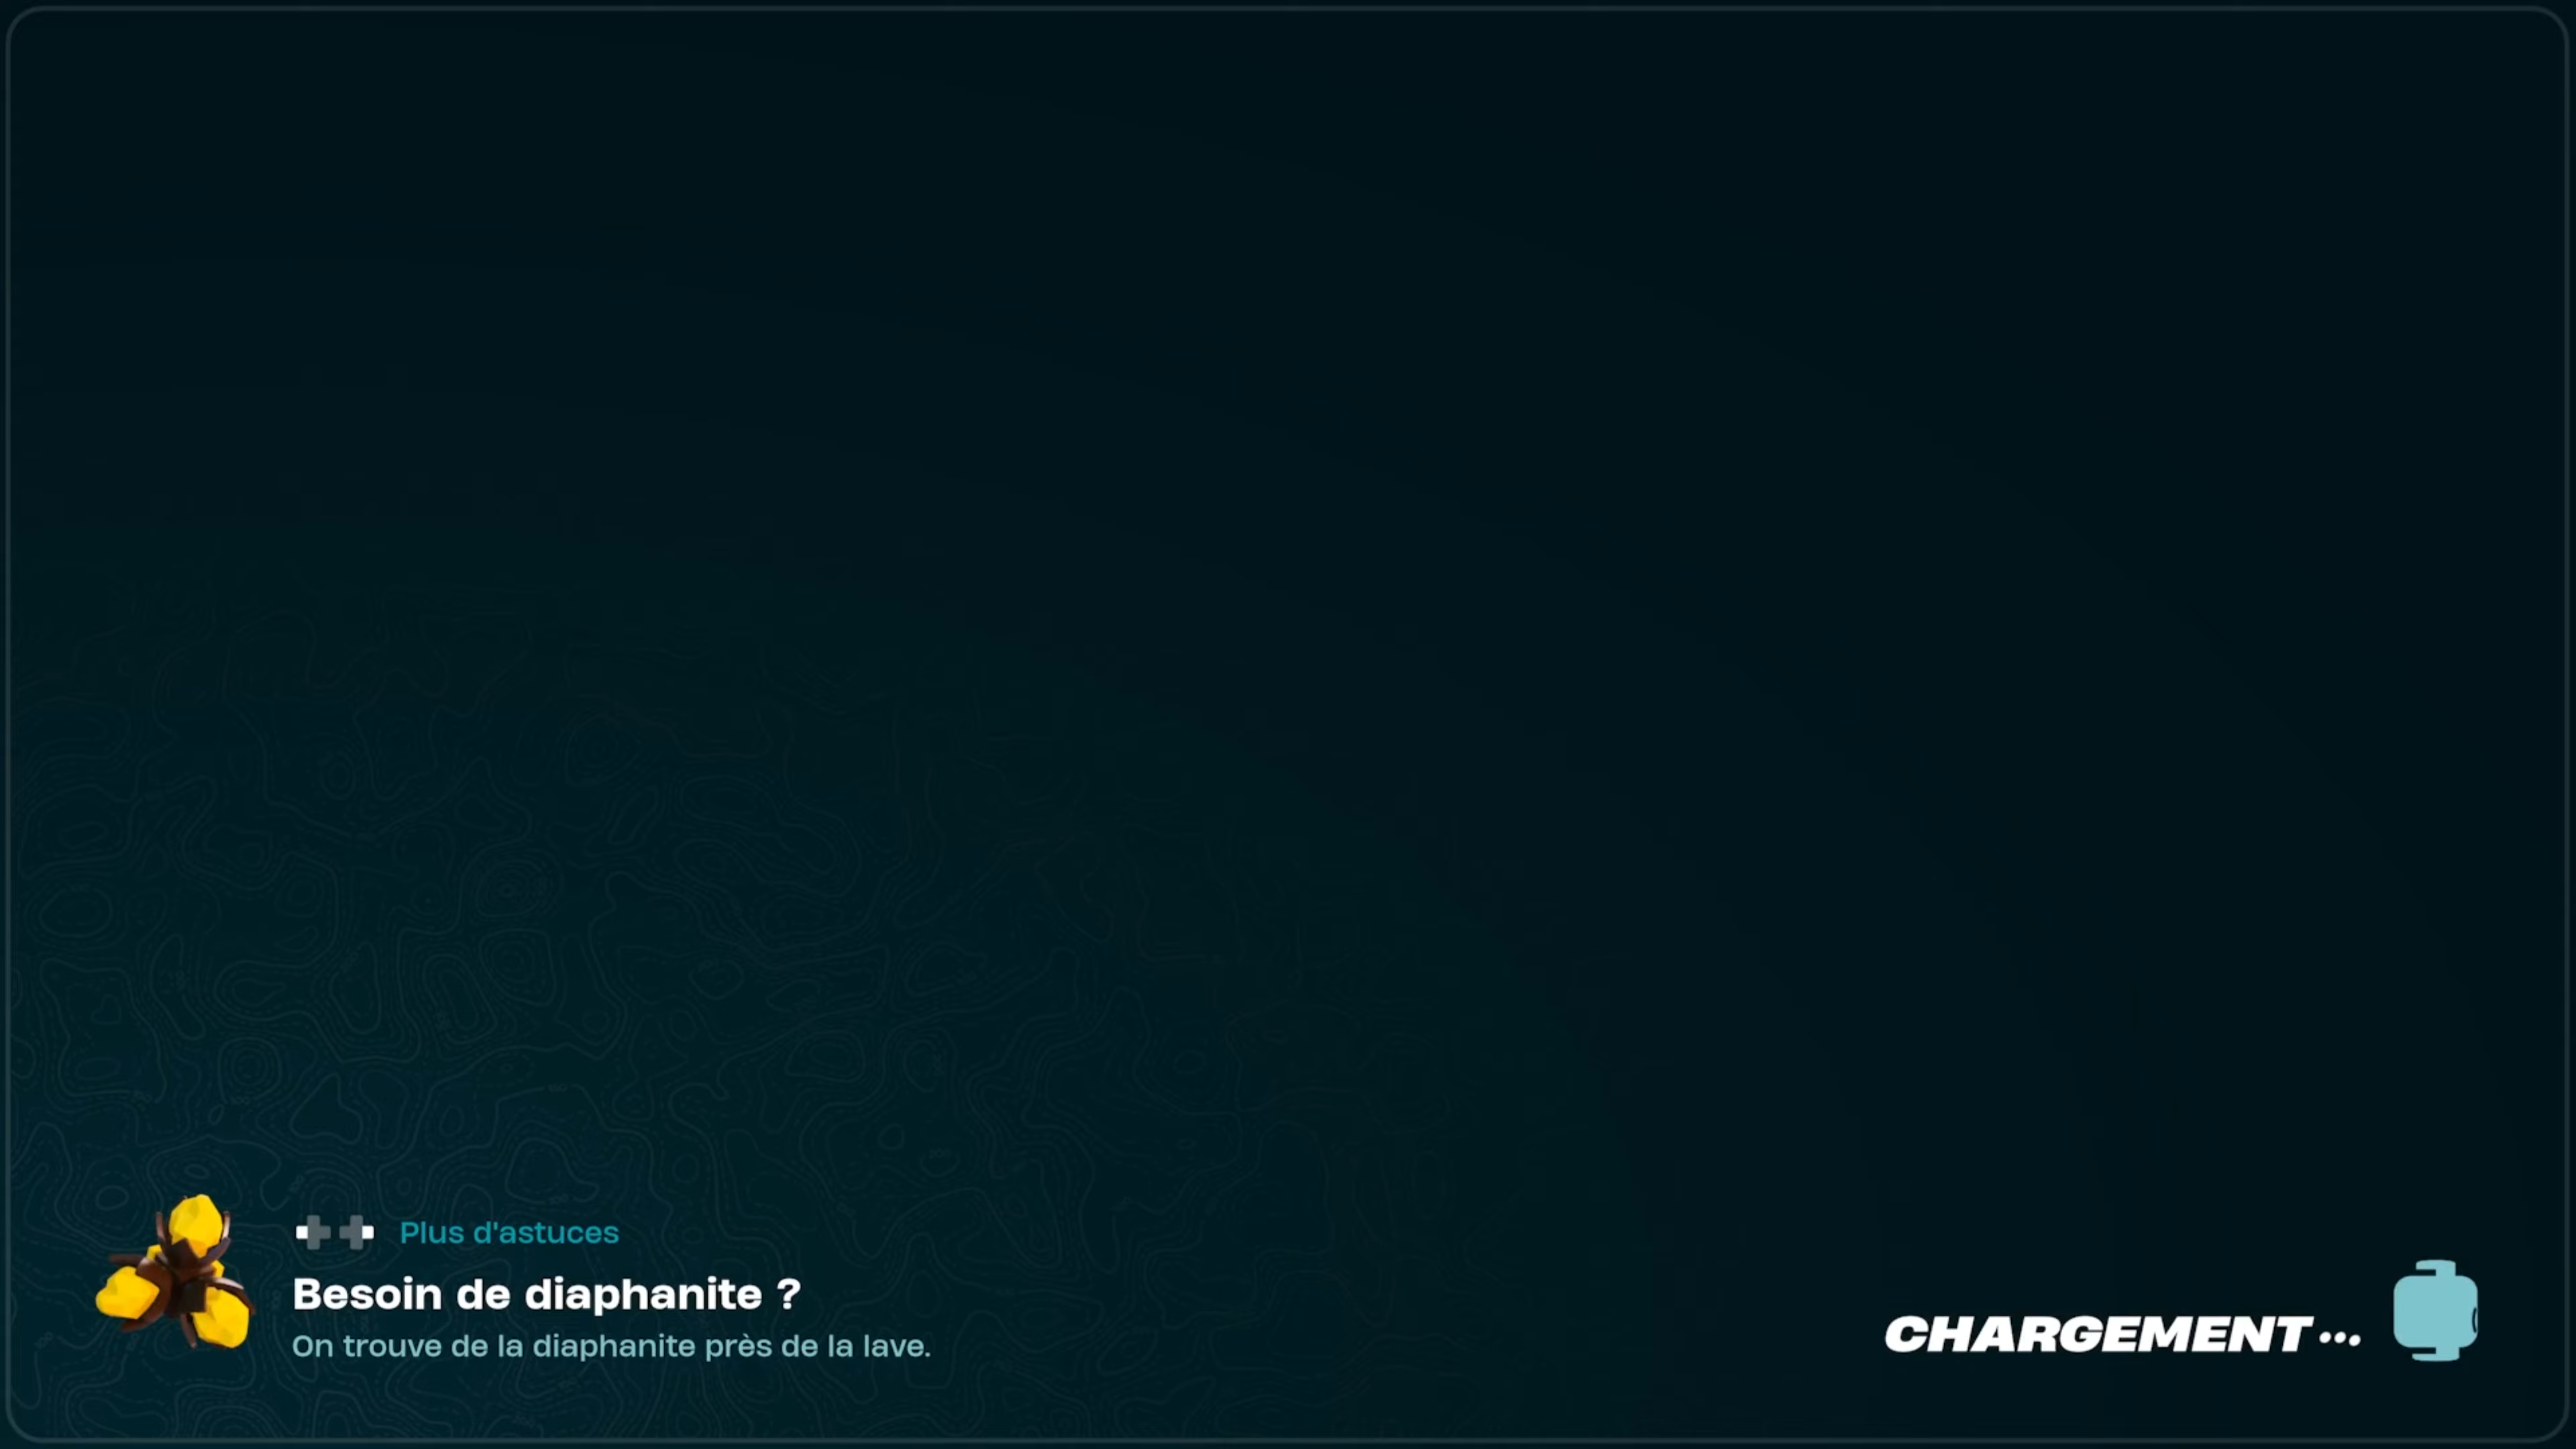 Plus d'astuces
Besoin de diaphanite ?
On trouve de la diaphanite près de la lave.
CHARGEMENT...